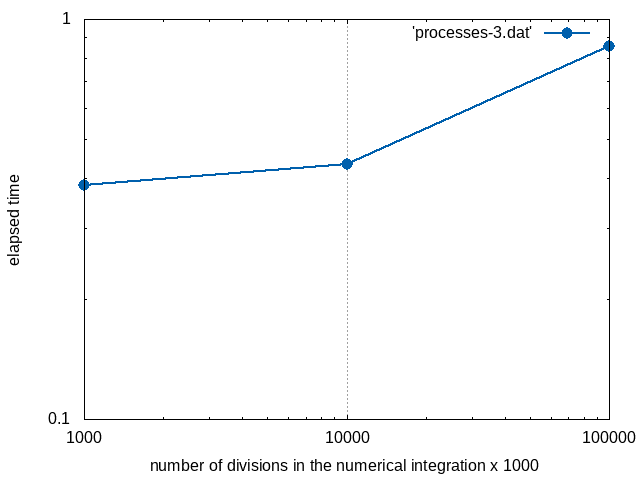 1
'processes-3.dat'
elapsed time
0.1
1000 10000 100000
number of divisions in the numerical integration x 1000